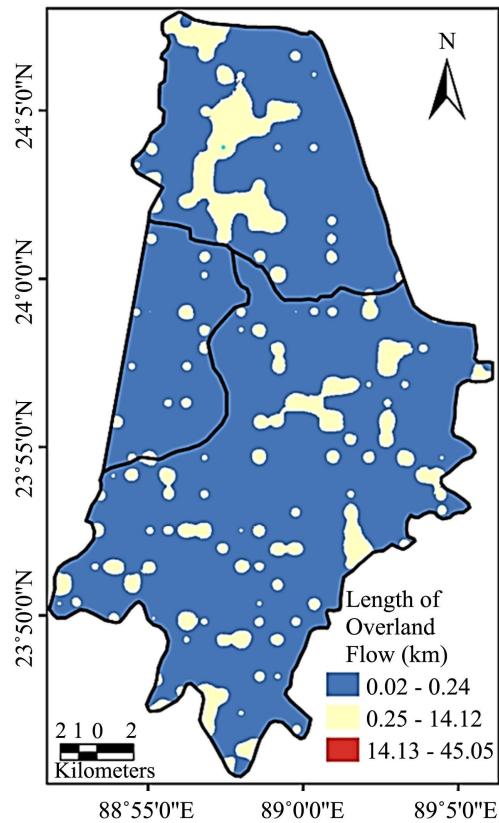 N
24°5'0"N
24°0'0"N
23°55'0"N
23°50'0"N
Length of
Overland
Flow (km)
0.02 - 0.24
0.25 - 14.12
14.13 - 45.05
2 1 0 2
Kilometers
88°55'0"E
89°0'0"E
89°5'0"E